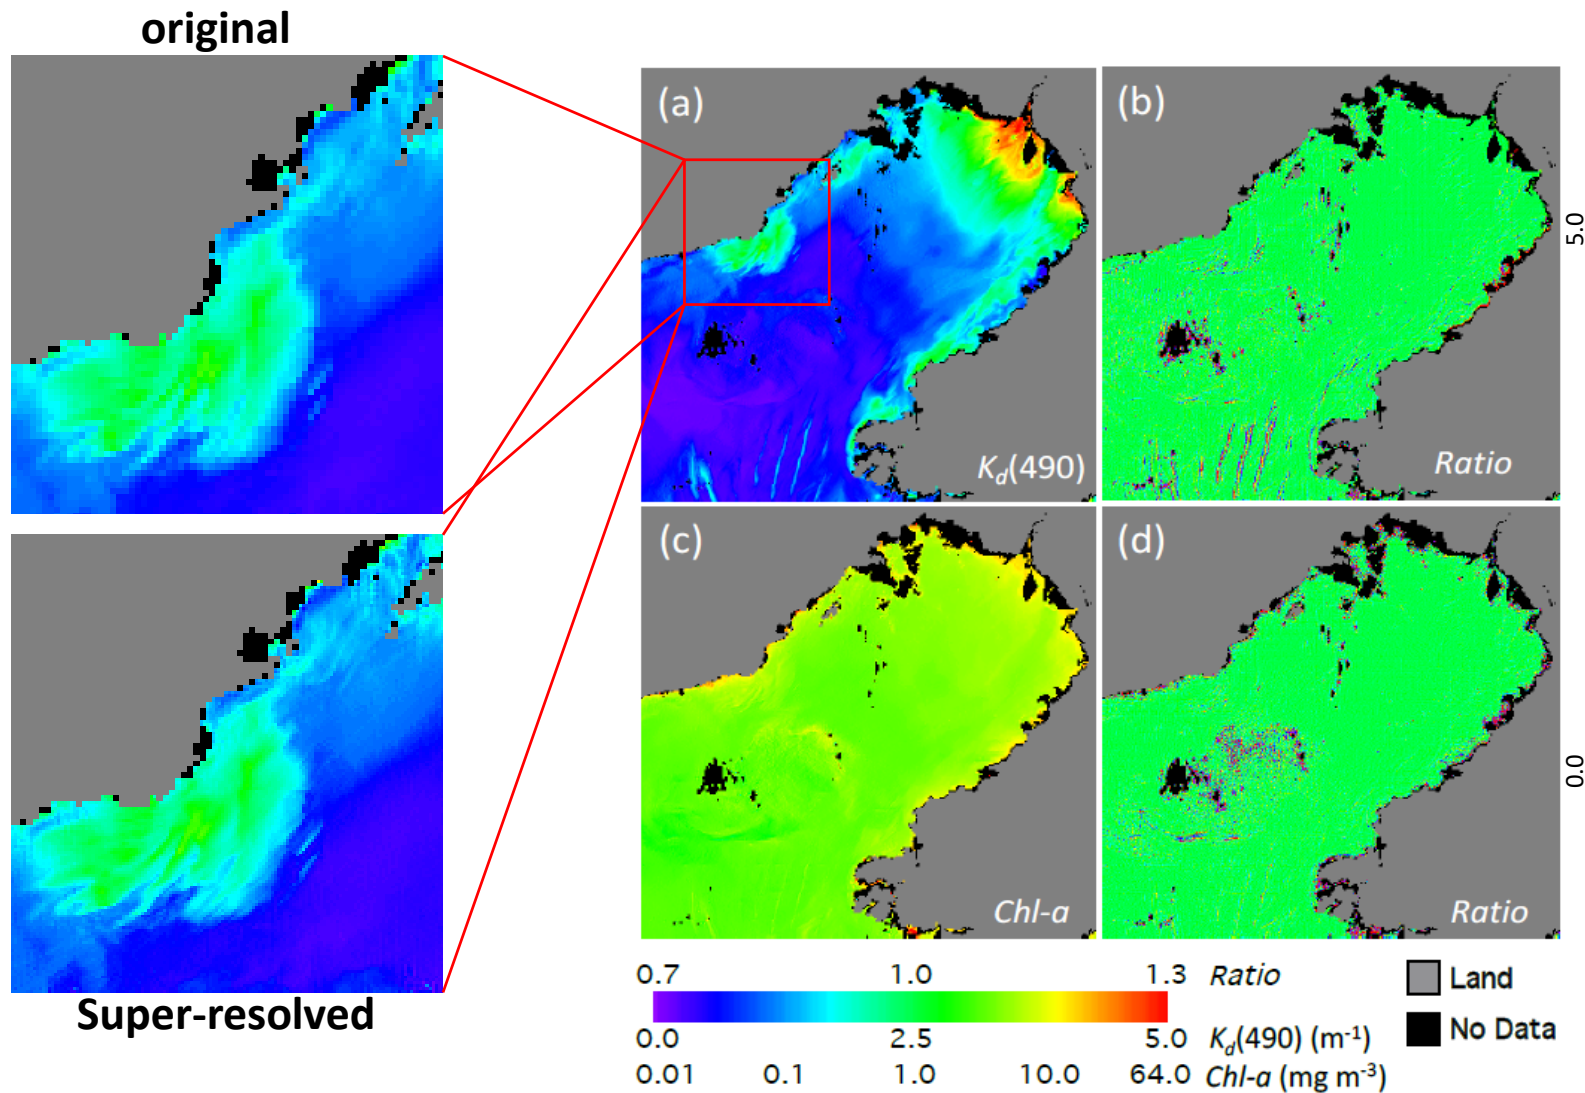 original
(a)
(b)
5.0
K_d(490)
Ratio
(c)
(d)
0.0
Chl-a
Ratio
Super-resolved
0.7 1.0 1.3 Ratio
Land
0.0 2.5 5.0 K_d(490) (m⁻¹)
No Data
0.01 0.1 1.0 10.0 64.0 Chl-a (mg m⁻³)